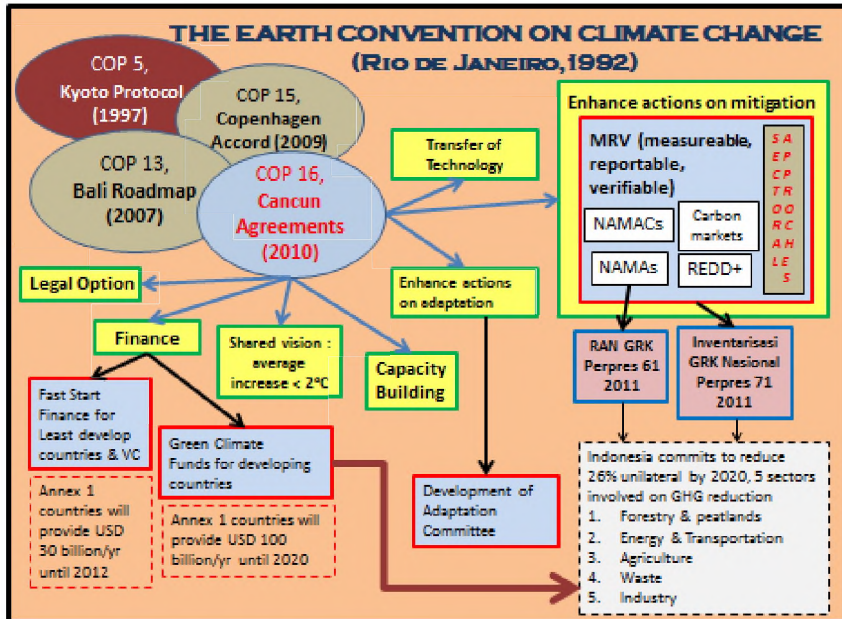 THE EARTH CONVENTION ON CLIMATE CHANGE
(RIO DE JANEIRO,1992)
COP 5,
Kyoto Protocol
(1997)
COP 15,
Copenhagen
Accord (2009)
COP 13,
Bali Roadmap
(2007)
COP 16,
Cancun
Agreements
(2010)
Transfer of
Technology
Enhance actions on mitigation
MRV (measureable,
reportable,
verifiable)
NAMACs
Carbon
markets
NAMAs
REDD+
S A
E P
C P
T R
O O
R A
A C
L H
E
S
Legal Option
Finance
Shared vision :
average
increase < 2°C
Capacity
Building
Enhance actions
on adaptation
RAN GRK
Perpres 61
2011
Inventarisasi
GRK Nasional
Perpres 71
2011
Fast Start
Finance for
Least develop
countries & VC
Green Climate
Funds for developing
countries
Annex 1
countries will
provide USD
30 billion/yr
until 2012
Annex 1 countries will
provide USD 100
billion/yr until 2020
Development of
Adaptation
Committee
Indonesia commits to reduce
26% unilateral by 2020, 5 sectors
involved on GHG reduction
1. Forestry & peatlands
2. Energy & Transportation
3. Agriculture
4. Waste
5. Industry